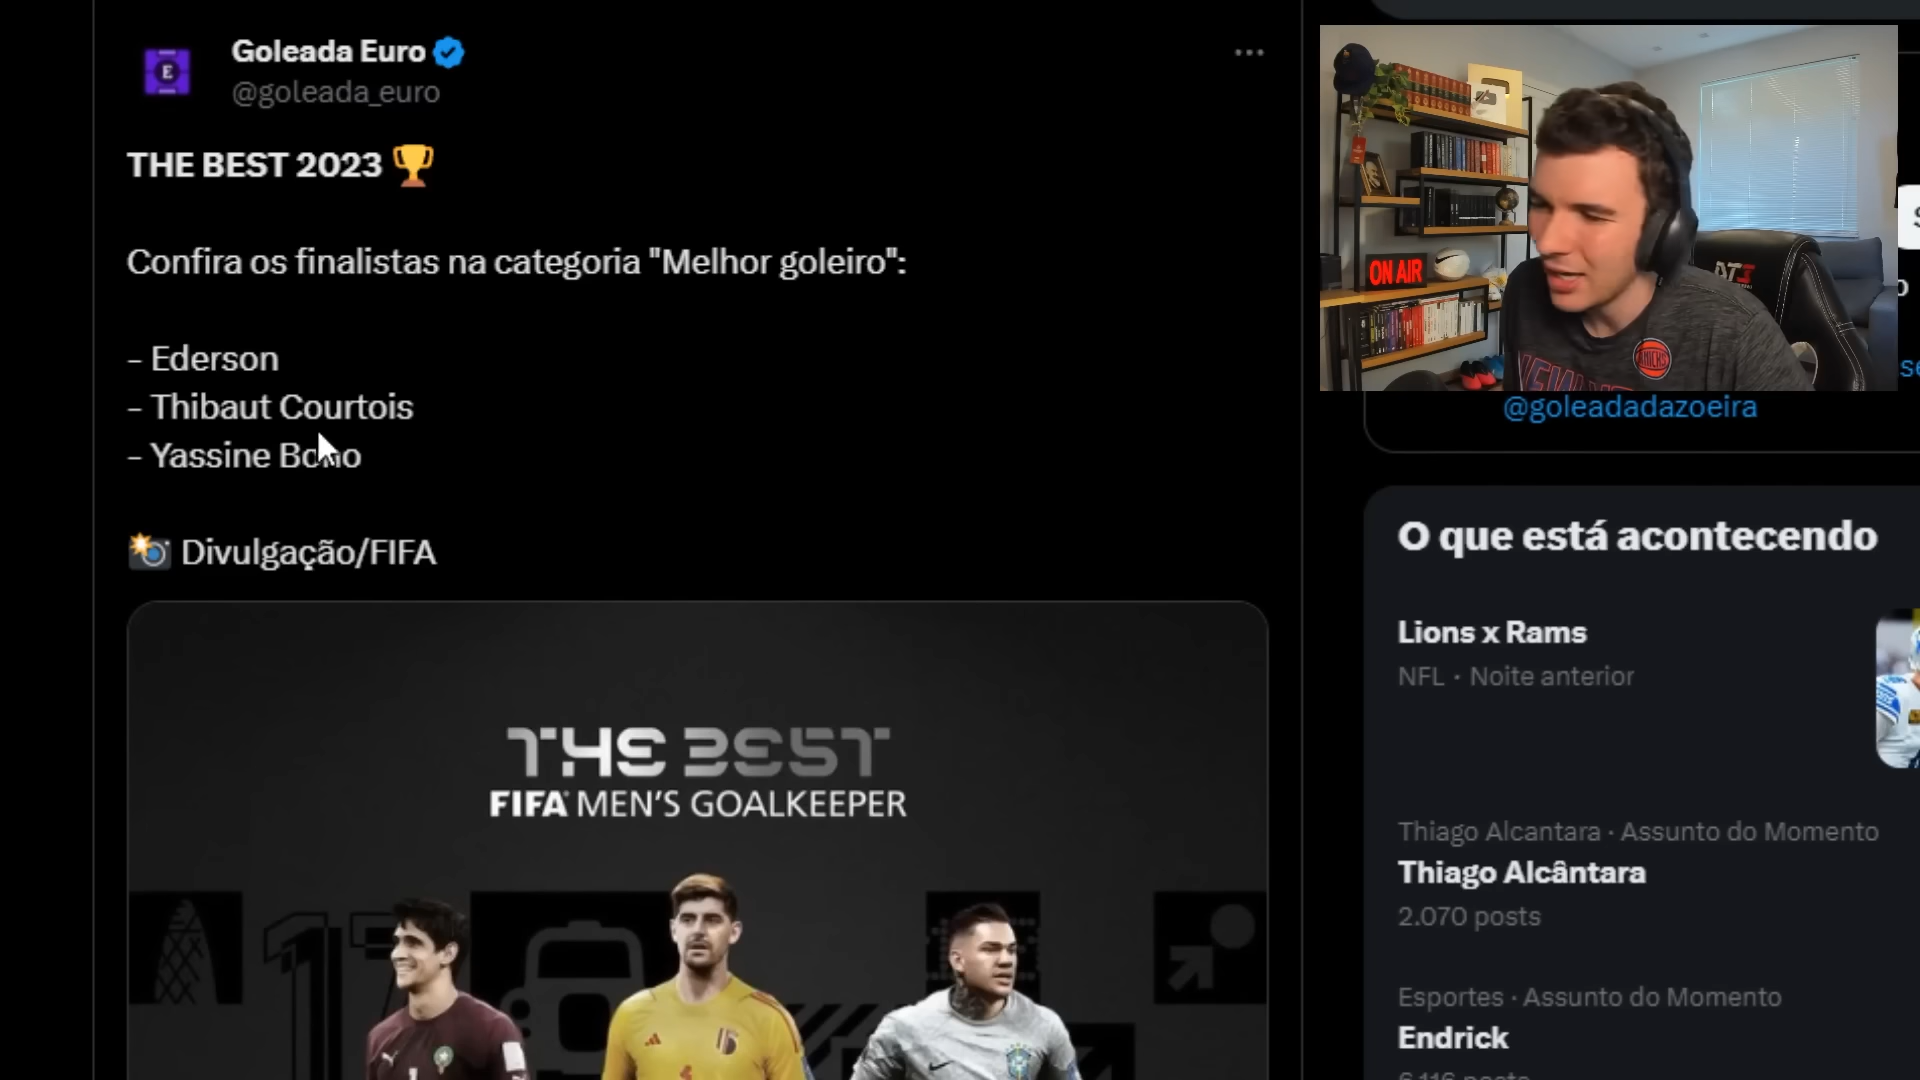 Goleada Euro
@goleada_euro
THE BEST 2023
Confira os finalistas na categoria "Melhor goleiro":
- Ederson
- Thibaut Courtois
- Yassine Bono
Divulgação/FIFA
THE BEST
FIFA MEN'S GOALKEEPER
ON AIR
KNICKS
@goleadadazoeira
O que está acontecendo
Lions x Rams
NFL · Noite anterior
Thiago Alcantara · Assunto do Momento
Thiago Alcântara
2.070 posts
Esportes · Assunto do Momento
Endrick